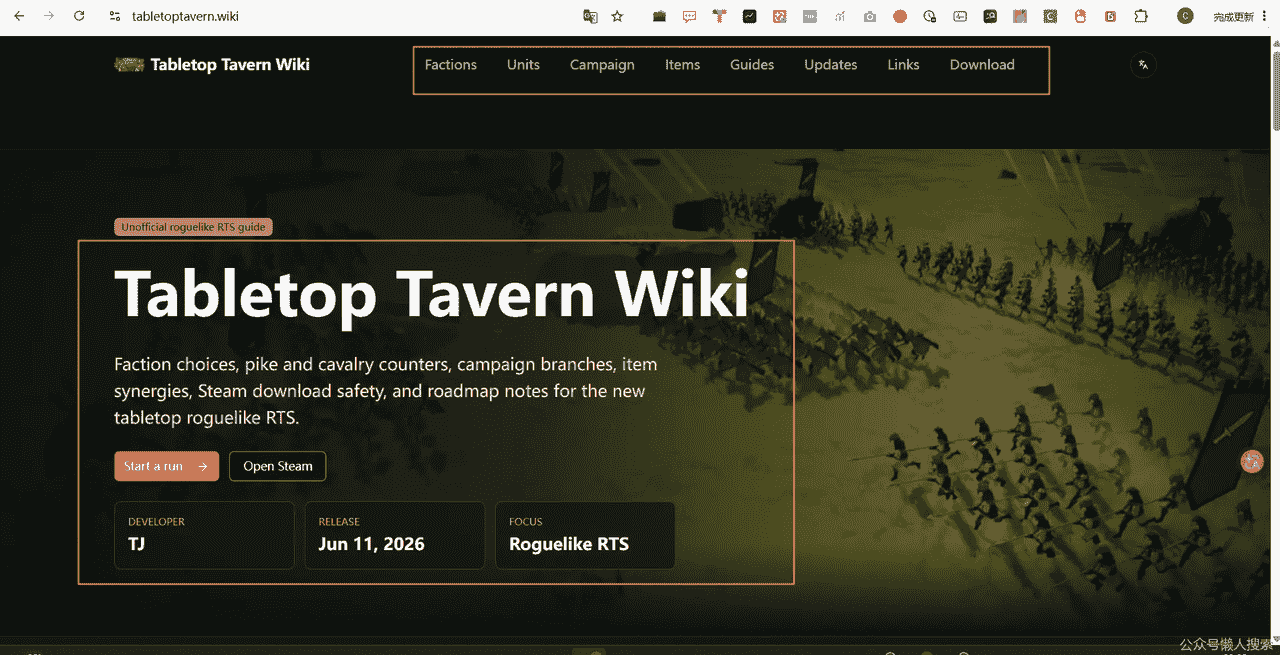 tabletoptavern.wiki
完成更新
Tabletop Tavern Wiki
Factions Units Campaign Items Guides Updates Links Download
Unofficial roguelike RTS guide
Tabletop Tavern Wiki
Faction choices, pike and cavalry counters, campaign branches, item
synergies, Steam download safety, and roadmap notes for the new
tabletop roguelike RTS.
Start a run → Open Steam
DEVELOPER RELEASE FOCUS
TJ Jun 11, 2026 Roguelike RTS
公众号懒人搜索